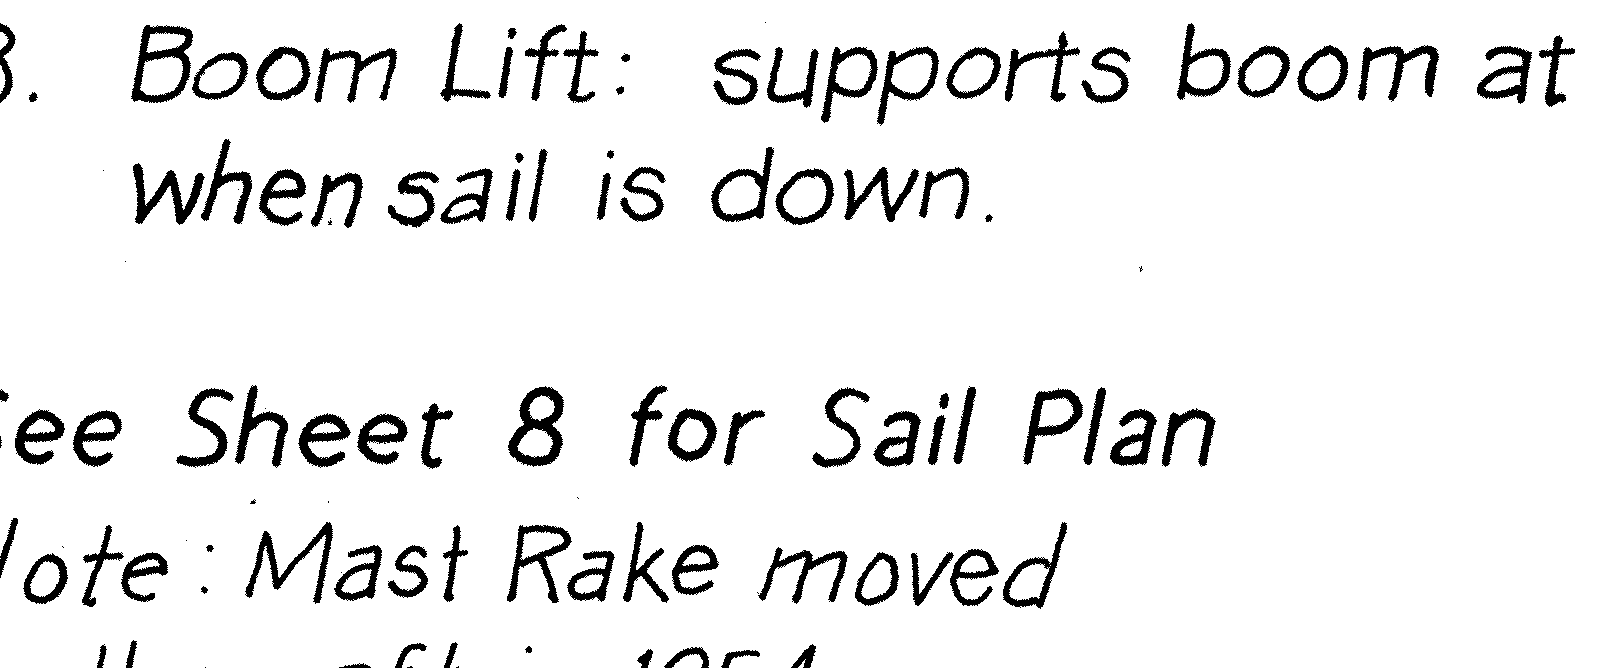 3. Boom Lift: supports boom at
when sail is down.
See Sheet 8 for Sail Plan
Note: Mast Rake moved